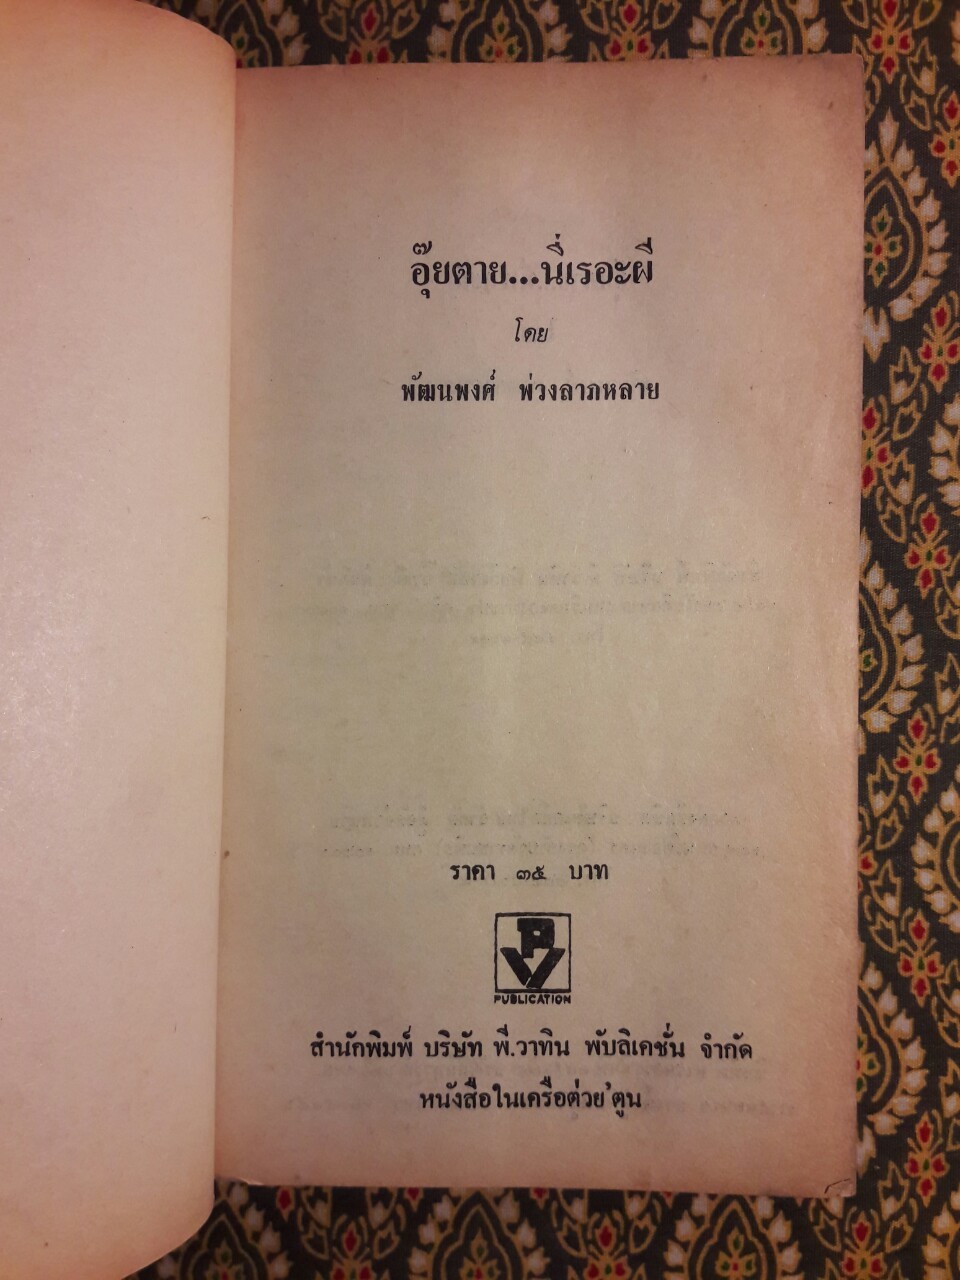 อุ๊ยตาย...นี่เรอะผี
โดย
พัฒนพงศ์ พ่วงลาภหลาย
ราคา ๓๕ บาท
PV
PUBLICATION
สำนักพิมพ์ บริษัท พี.วาทิน พับลิเคชั่น จำกัด
หนังสือในเครือต่วย'ตูน